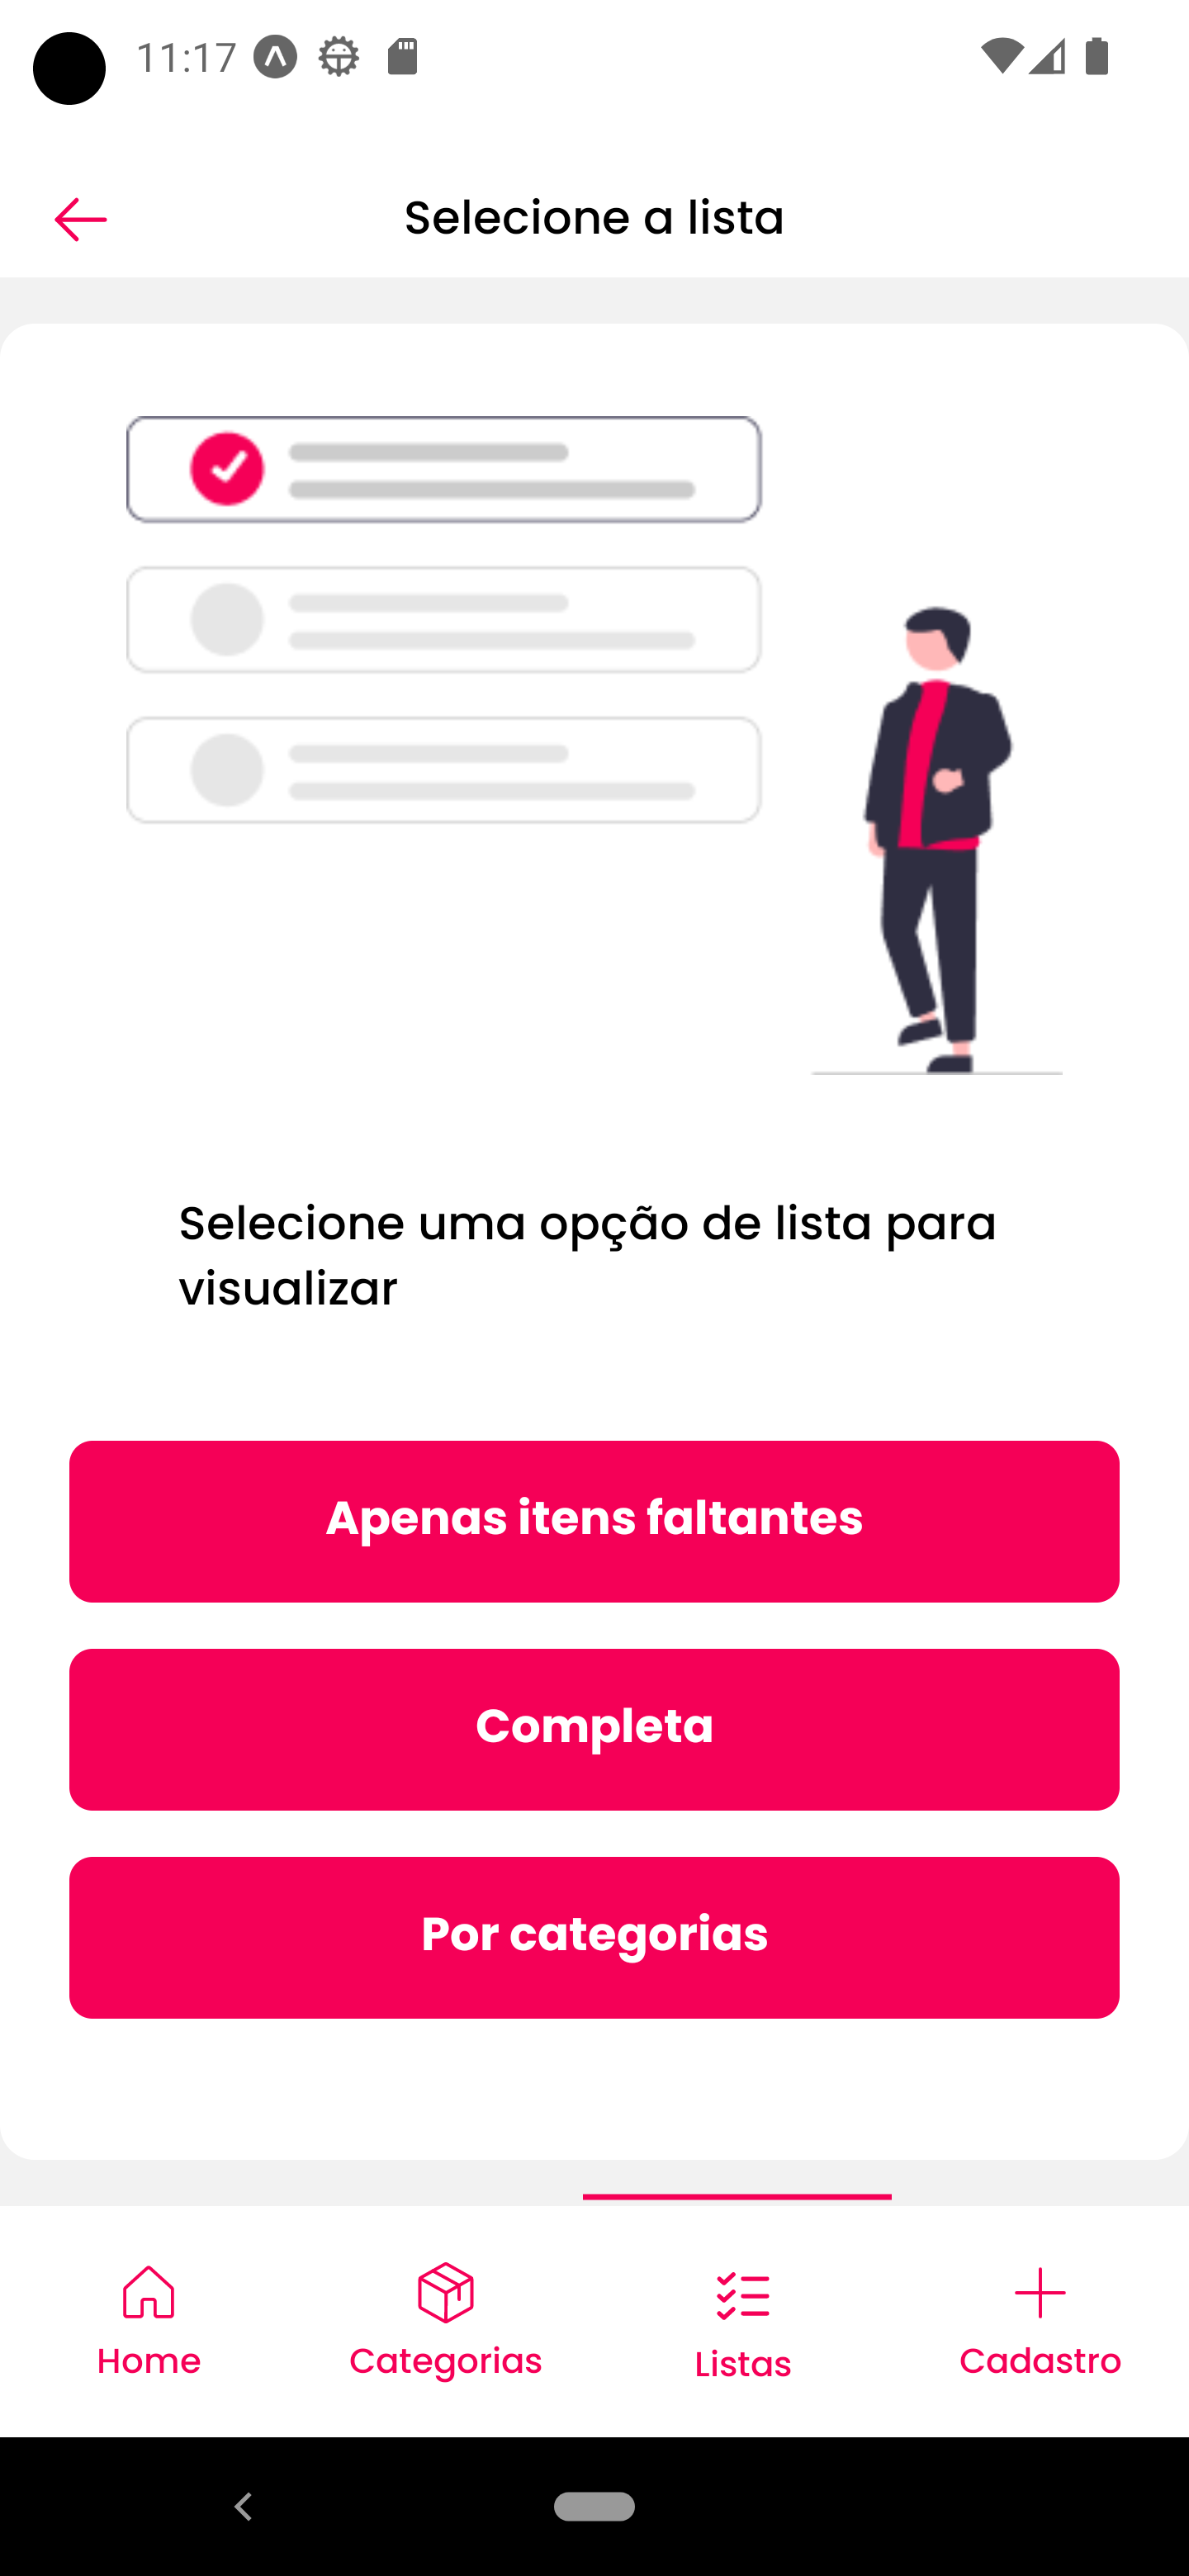 11:17
Selecione a lista
Selecione uma opção de lista para
visualizar
Apenas itens faltantes
Completa
Por categorias
Home
Categorias
Listas
Cadastro